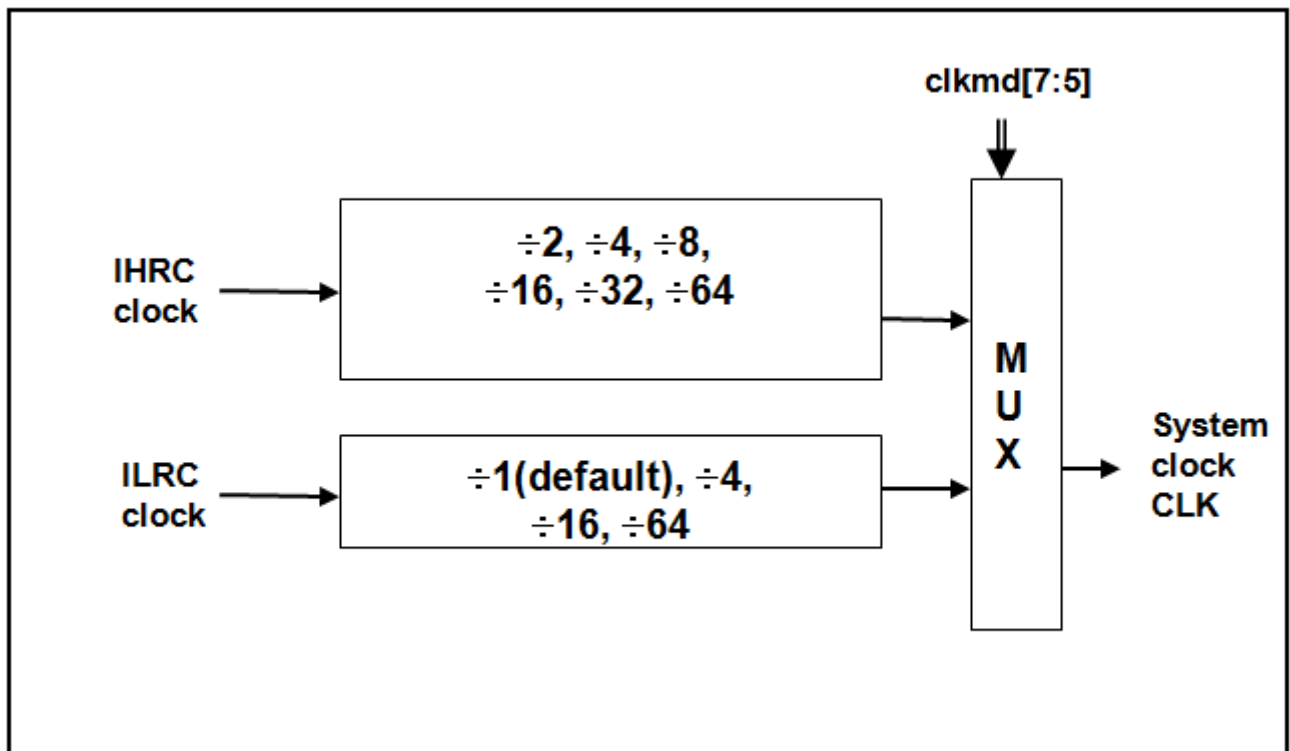 clkmd[7:5]
IHRC
clock
÷2, ÷4, ÷8,
÷16, ÷32, ÷64
M
U
X
ILRC
clock
÷1(default), ÷4,
÷16, ÷64
System
clock
CLK